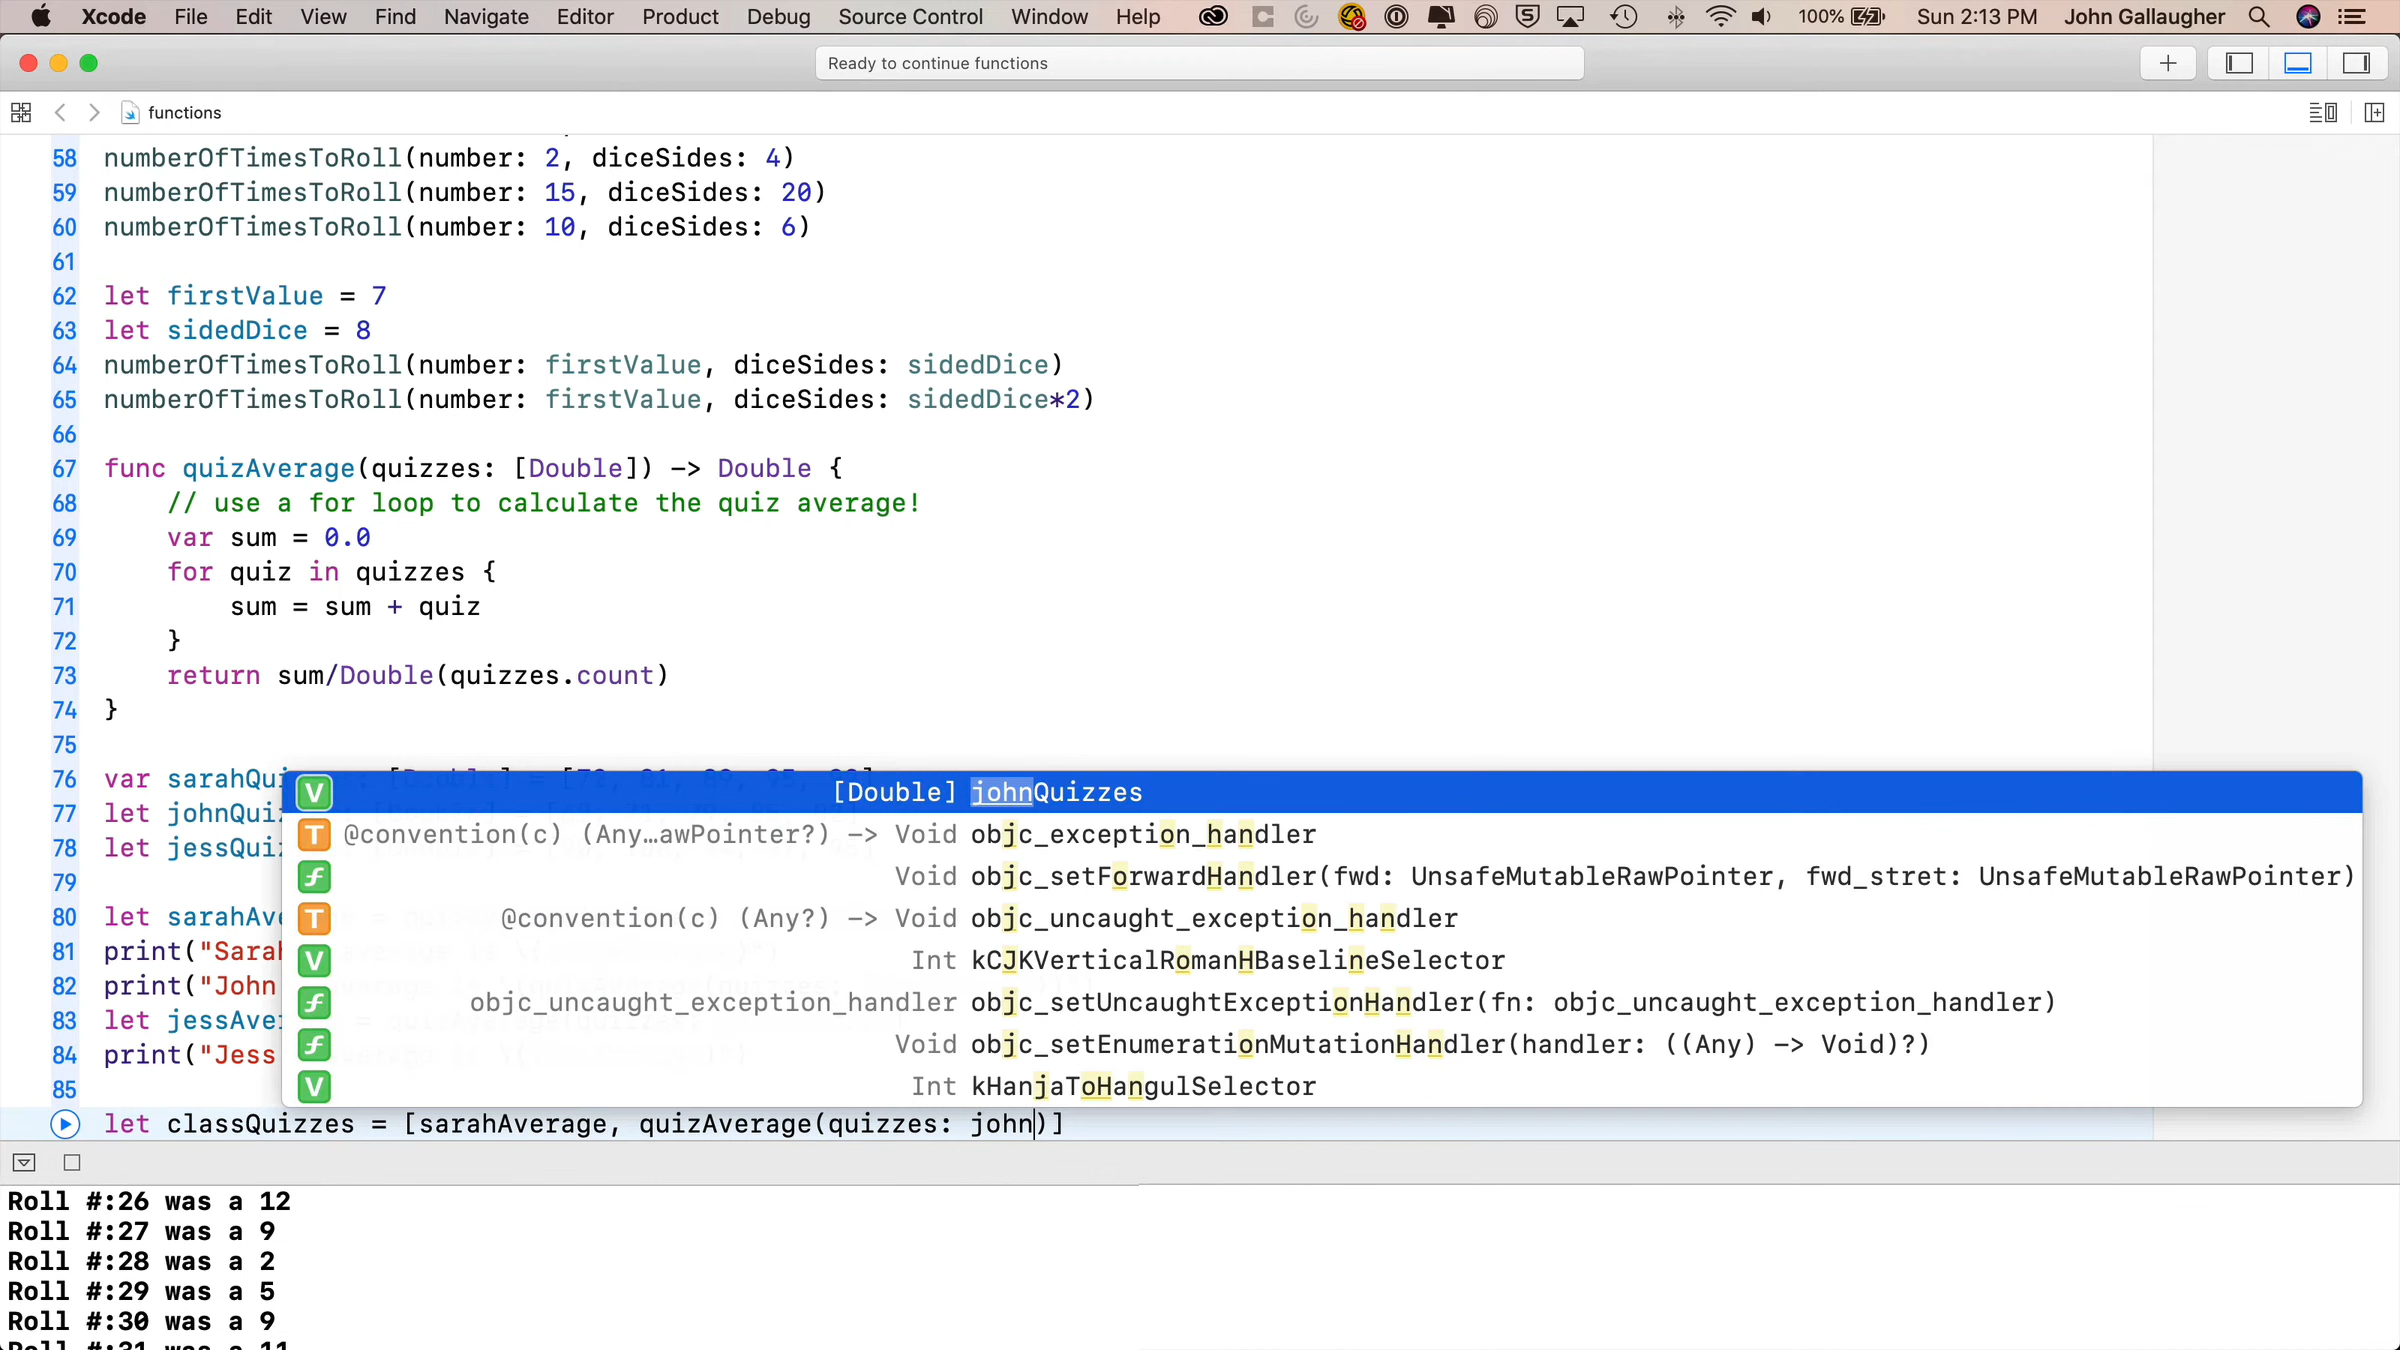 Xcode File Edit View Find Navigate Editor Product Debug Source Control Window Help 100% Sun 2:13 PM John Gallaugher
Ready to continue functions
functions
58 numberOfTimesToRoll(number: 2, diceSides: 4)
59 numberOfTimesToRoll(number: 15, diceSides: 20)
60 numberOfTimesToRoll(number: 10, diceSides: 6)
61
62 let firstValue = 7
63 let sidedDice = 8
64 numberOfTimesToRoll(number: firstValue, diceSides: sidedDice)
65 numberOfTimesToRoll(number: firstValue, diceSides: sidedDice*2)
66
67 func quizAverage(quizzes: [Double]) -> Double {
68 // use a for loop to calculate the quiz average!
69 var sum = 0.0
70 for quiz in quizzes {
71 sum = sum + quiz
72 }
73 return sum/Double(quizzes.count)
74 }
75
76 var sarahQui
77 let johnQui
78 let jessQui
79
80 let sarahAve
81 print("Sarah
82 print("John
83 let jessAve
84 print("Jess
85
V [Double] johnQuizzes
T @convention(c) (Any…awPointer?) -> Void objc_exception_handler
f Void objc_setForwardHandler(fwd: UnsafeMutableRawPointer, fwd_stret: UnsafeMutableRawPointer)
T @convention(c) (Any?) -> Void objc_uncaught_exception_handler
V Int kCJKVerticalRomanHBaselineSelector
f objc_uncaught_exception_handler objc_setUncaughtExceptionHandler(fn: objc_uncaught_exception_handler)
f Void objc_setEnumerationMutationHandler(handler: ((Any) -> Void)?)
V Int kHanjaToHangulSelector
let classQuizzes = [sarahAverage, quizAverage(quizzes: john)]
Roll #:26 was a 12
Roll #:27 was a 9
Roll #:28 was a 2
Roll #:29 was a 5
Roll #:30 was a 9
Roll #:31 was a 11